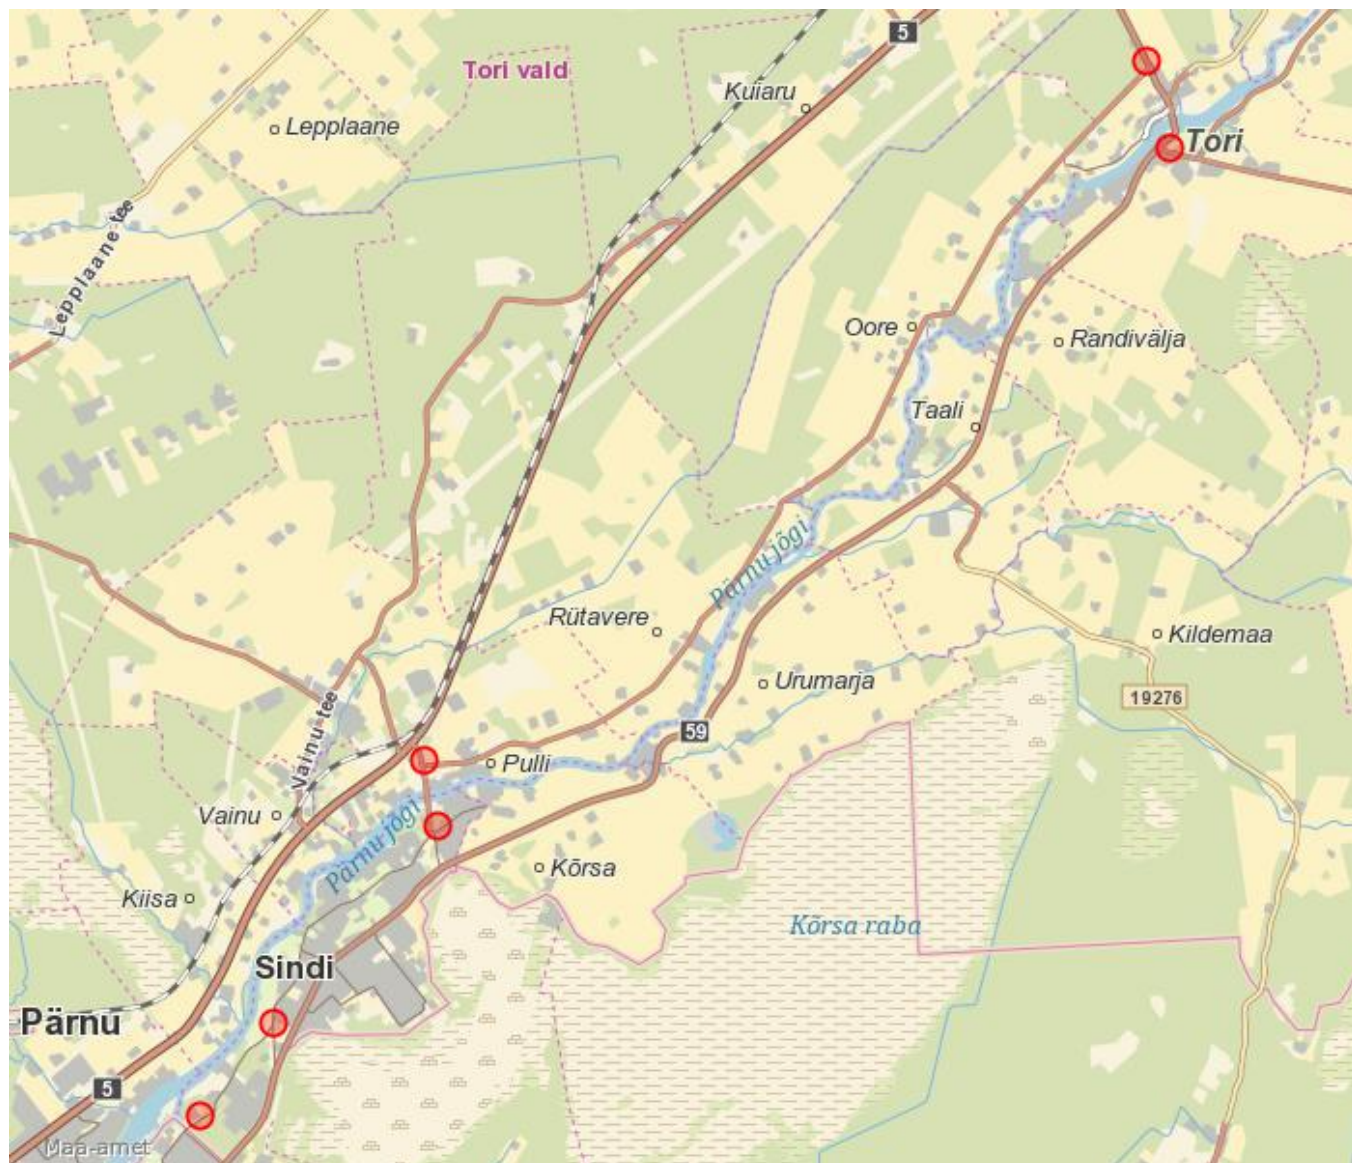 5
Tori vald
Kuiaru
Lepplaane
Tori
Lepplaane tee
Oore
Randivälja
Taali
Pärnu jõgi
Rütavere
Kildemaa
Urumarja
19276
Vainu tee
59
Pulli
Vainu
Pärnu jõgi
Kõrsa
Kiisa
Kõrsa raba
Sindi
Pärnu
5
Maa-amet